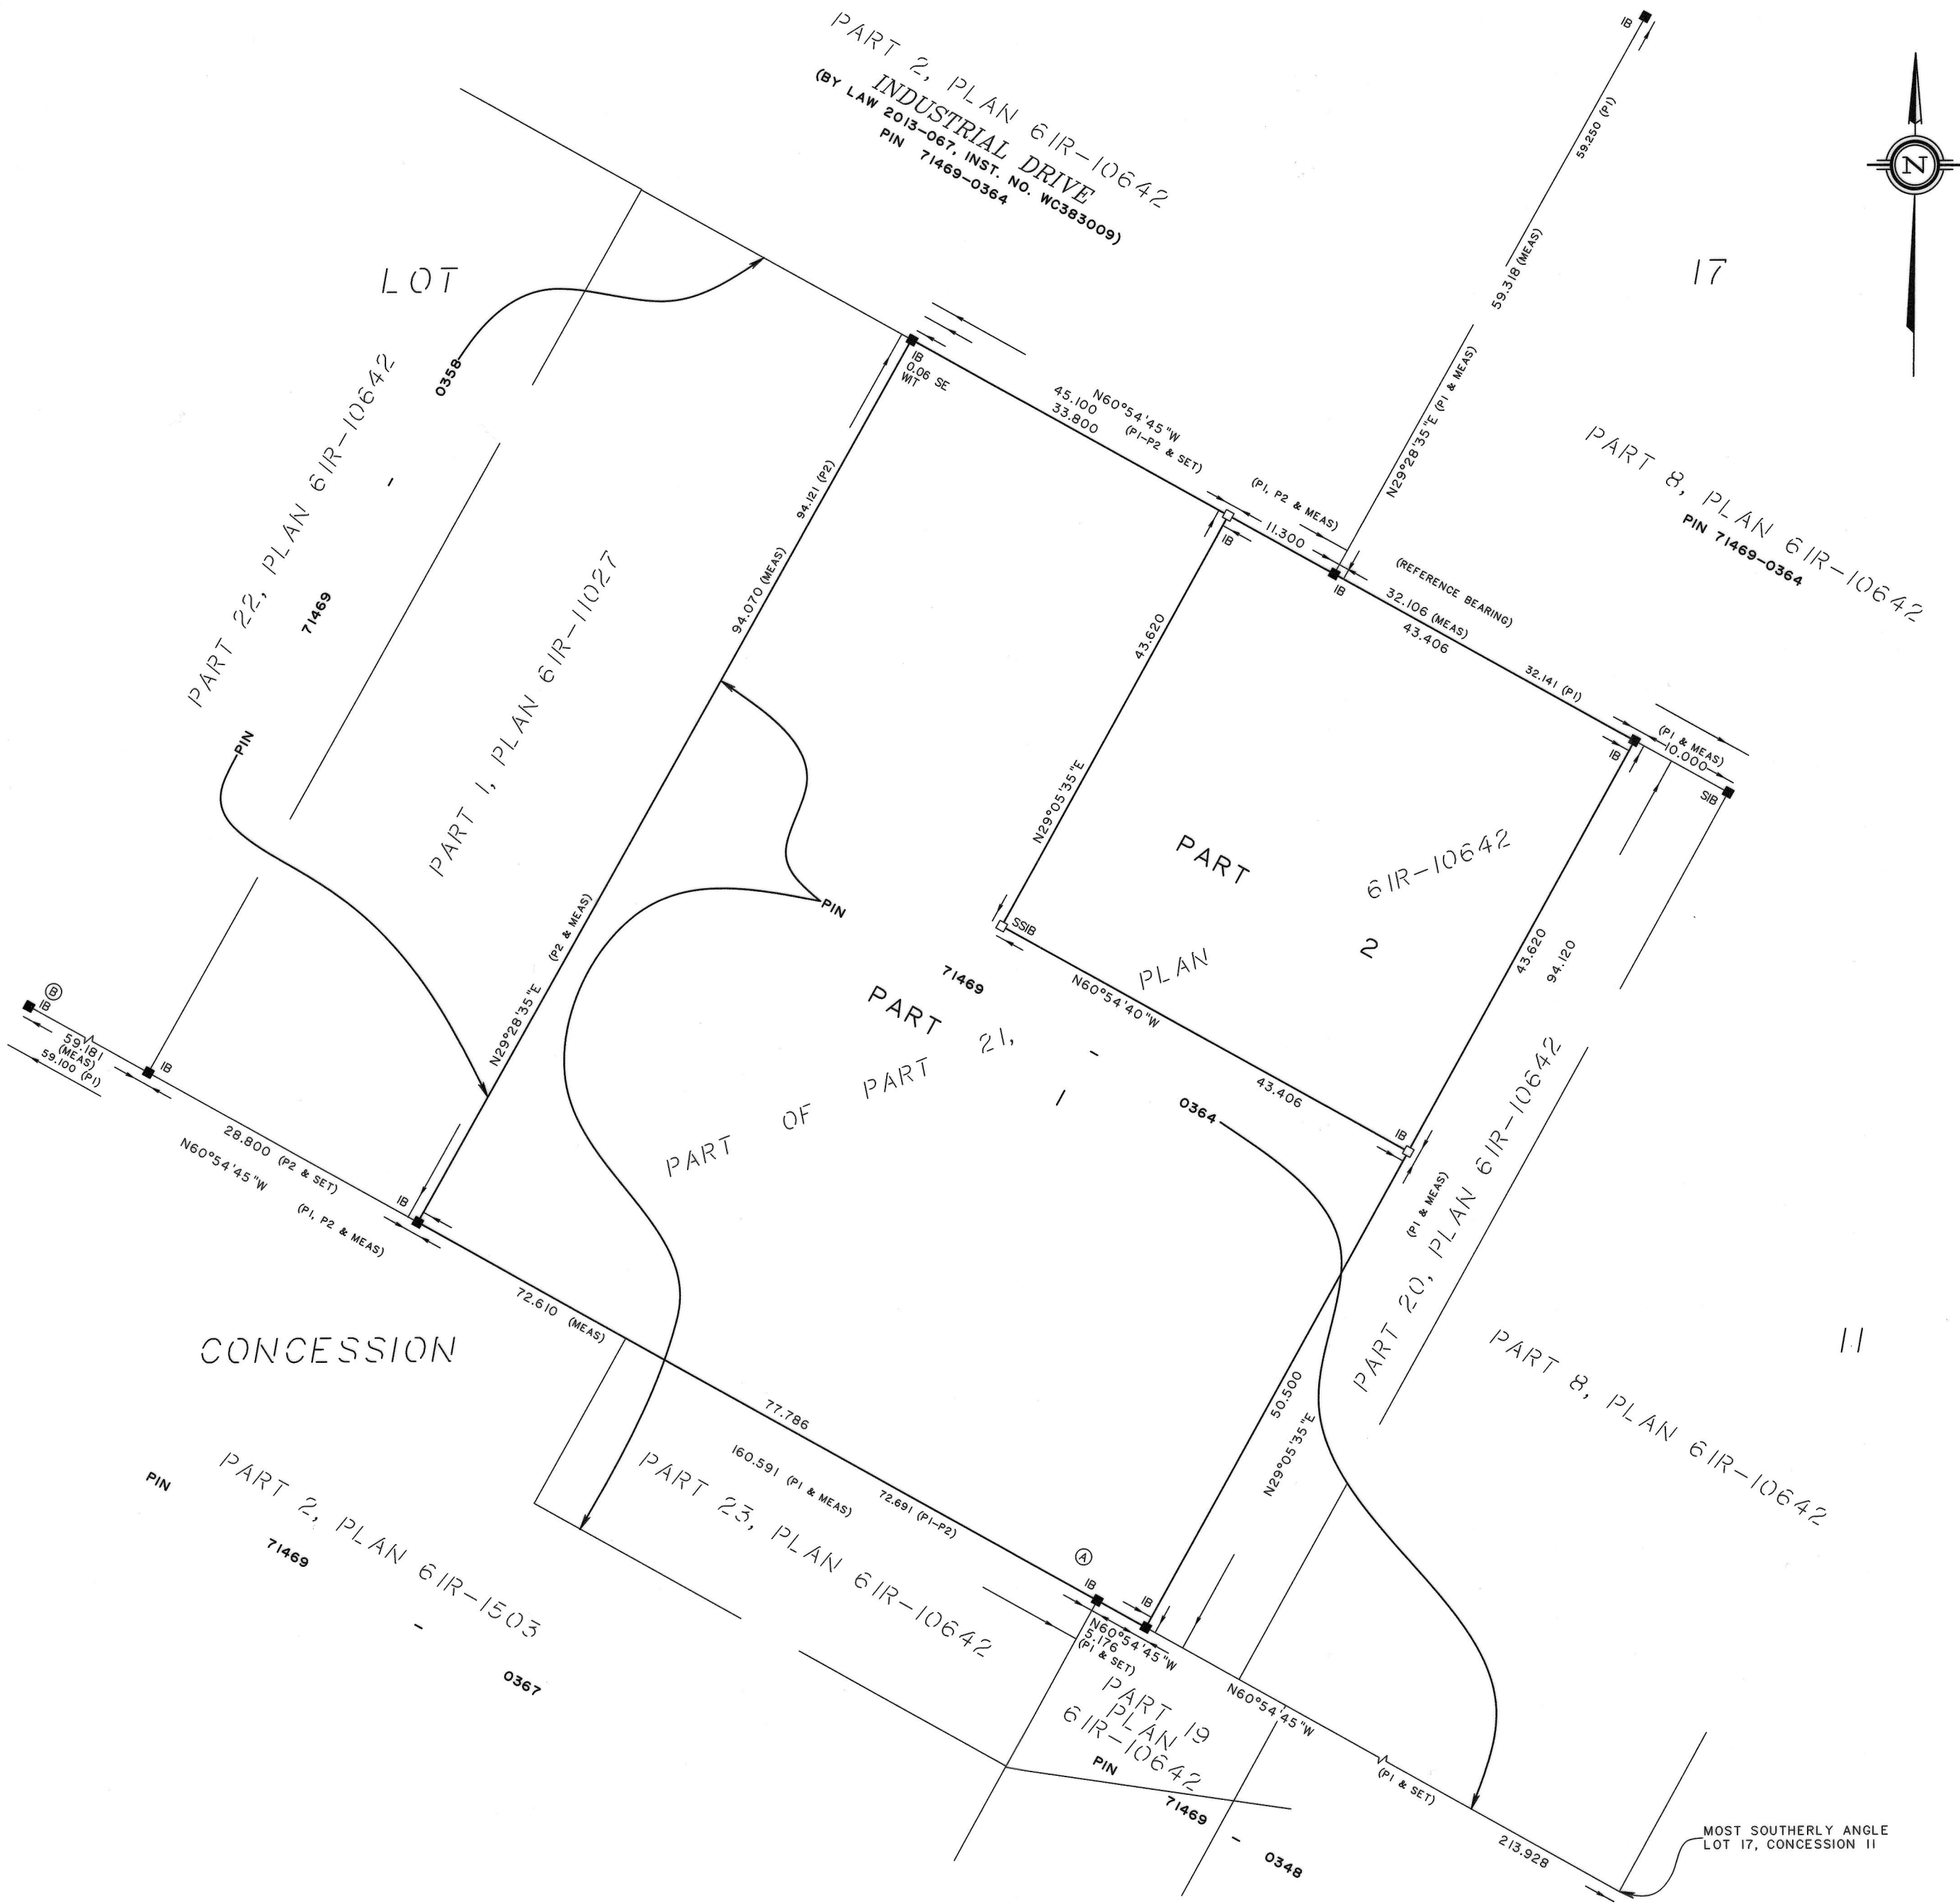 PART 2, PLAN 61R-10642
INDUSTRIAL DRIVE
(BY LAW 2013-067, INST. NO. WC383009)
PIN 71469-0364
IB
59.250 (P1)
59.318 (MEAS)
N29°28'35"E (P1 & MEAS)
N
17
LOT
0358
PART 22, PLAN 61R-10642
-
71469
PIN
PART 1, PLAN 61R-11027
IB
0.06 SE
WIT
94.121 (P2)
94.070 (MEAS)
(P2 & MEAS)
N29°28'35"E
N60°54'45"W
45.100
33.800
(P1-P2 & SET)
(P1, P2 & MEAS)
11.300
IB
IB
(REFERENCE BEARING)
32.106 (MEAS)
43.406
32.141 (P1)
PART 8, PLAN 61R-10642
PIN 71469-0364
(P1 & MEAS)
10.000
IB
SIB
43.620
N29°05'35"E
PART
2
61R-10642
PLAN
SSIB
N60°54'40"W
43.406
43.620
94.120
PIN
71469
-
0364
PART
1
PART OF PART 21,
IB
(P1 & MEAS)
PART 20, PLAN 61R-10642
50.500
N29°05'35"E
PART 8, PLAN 61R-10642
11
B
IB
59.181
(MEAS)
59.100 (P1)
IB
28.800 (P2 & SET)
N60°54'45"W
(P1, P2 & MEAS)
IB
72.610 (MEAS)
77.786
160.591 (P1 & MEAS)
72.691 (P1-P2)
CONCESSION
PIN
PART 2, PLAN 61R-1503
71469
-
0367
PART 23, PLAN 61R-10642
A
IB
IB
N60°54'45"W
5.176
(P1 & SET)
PART 19
PLAN
61R-10642
PIN
71469
-
0348
N60°54'45"W
(P1 & SET)
213.928
MOST SOUTHERLY ANGLE
LOT 17, CONCESSION 11